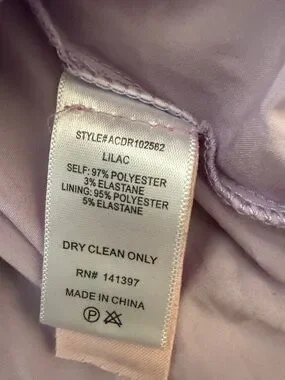 STYLE#ACDR102562
LILAC
SELF: 97% POLYESTER
3% ELASTANE
LINING: 95% POLYESTER
5% ELASTANE
DRY CLEAN ONLY
RN# 141397
MADE IN CHINA
P